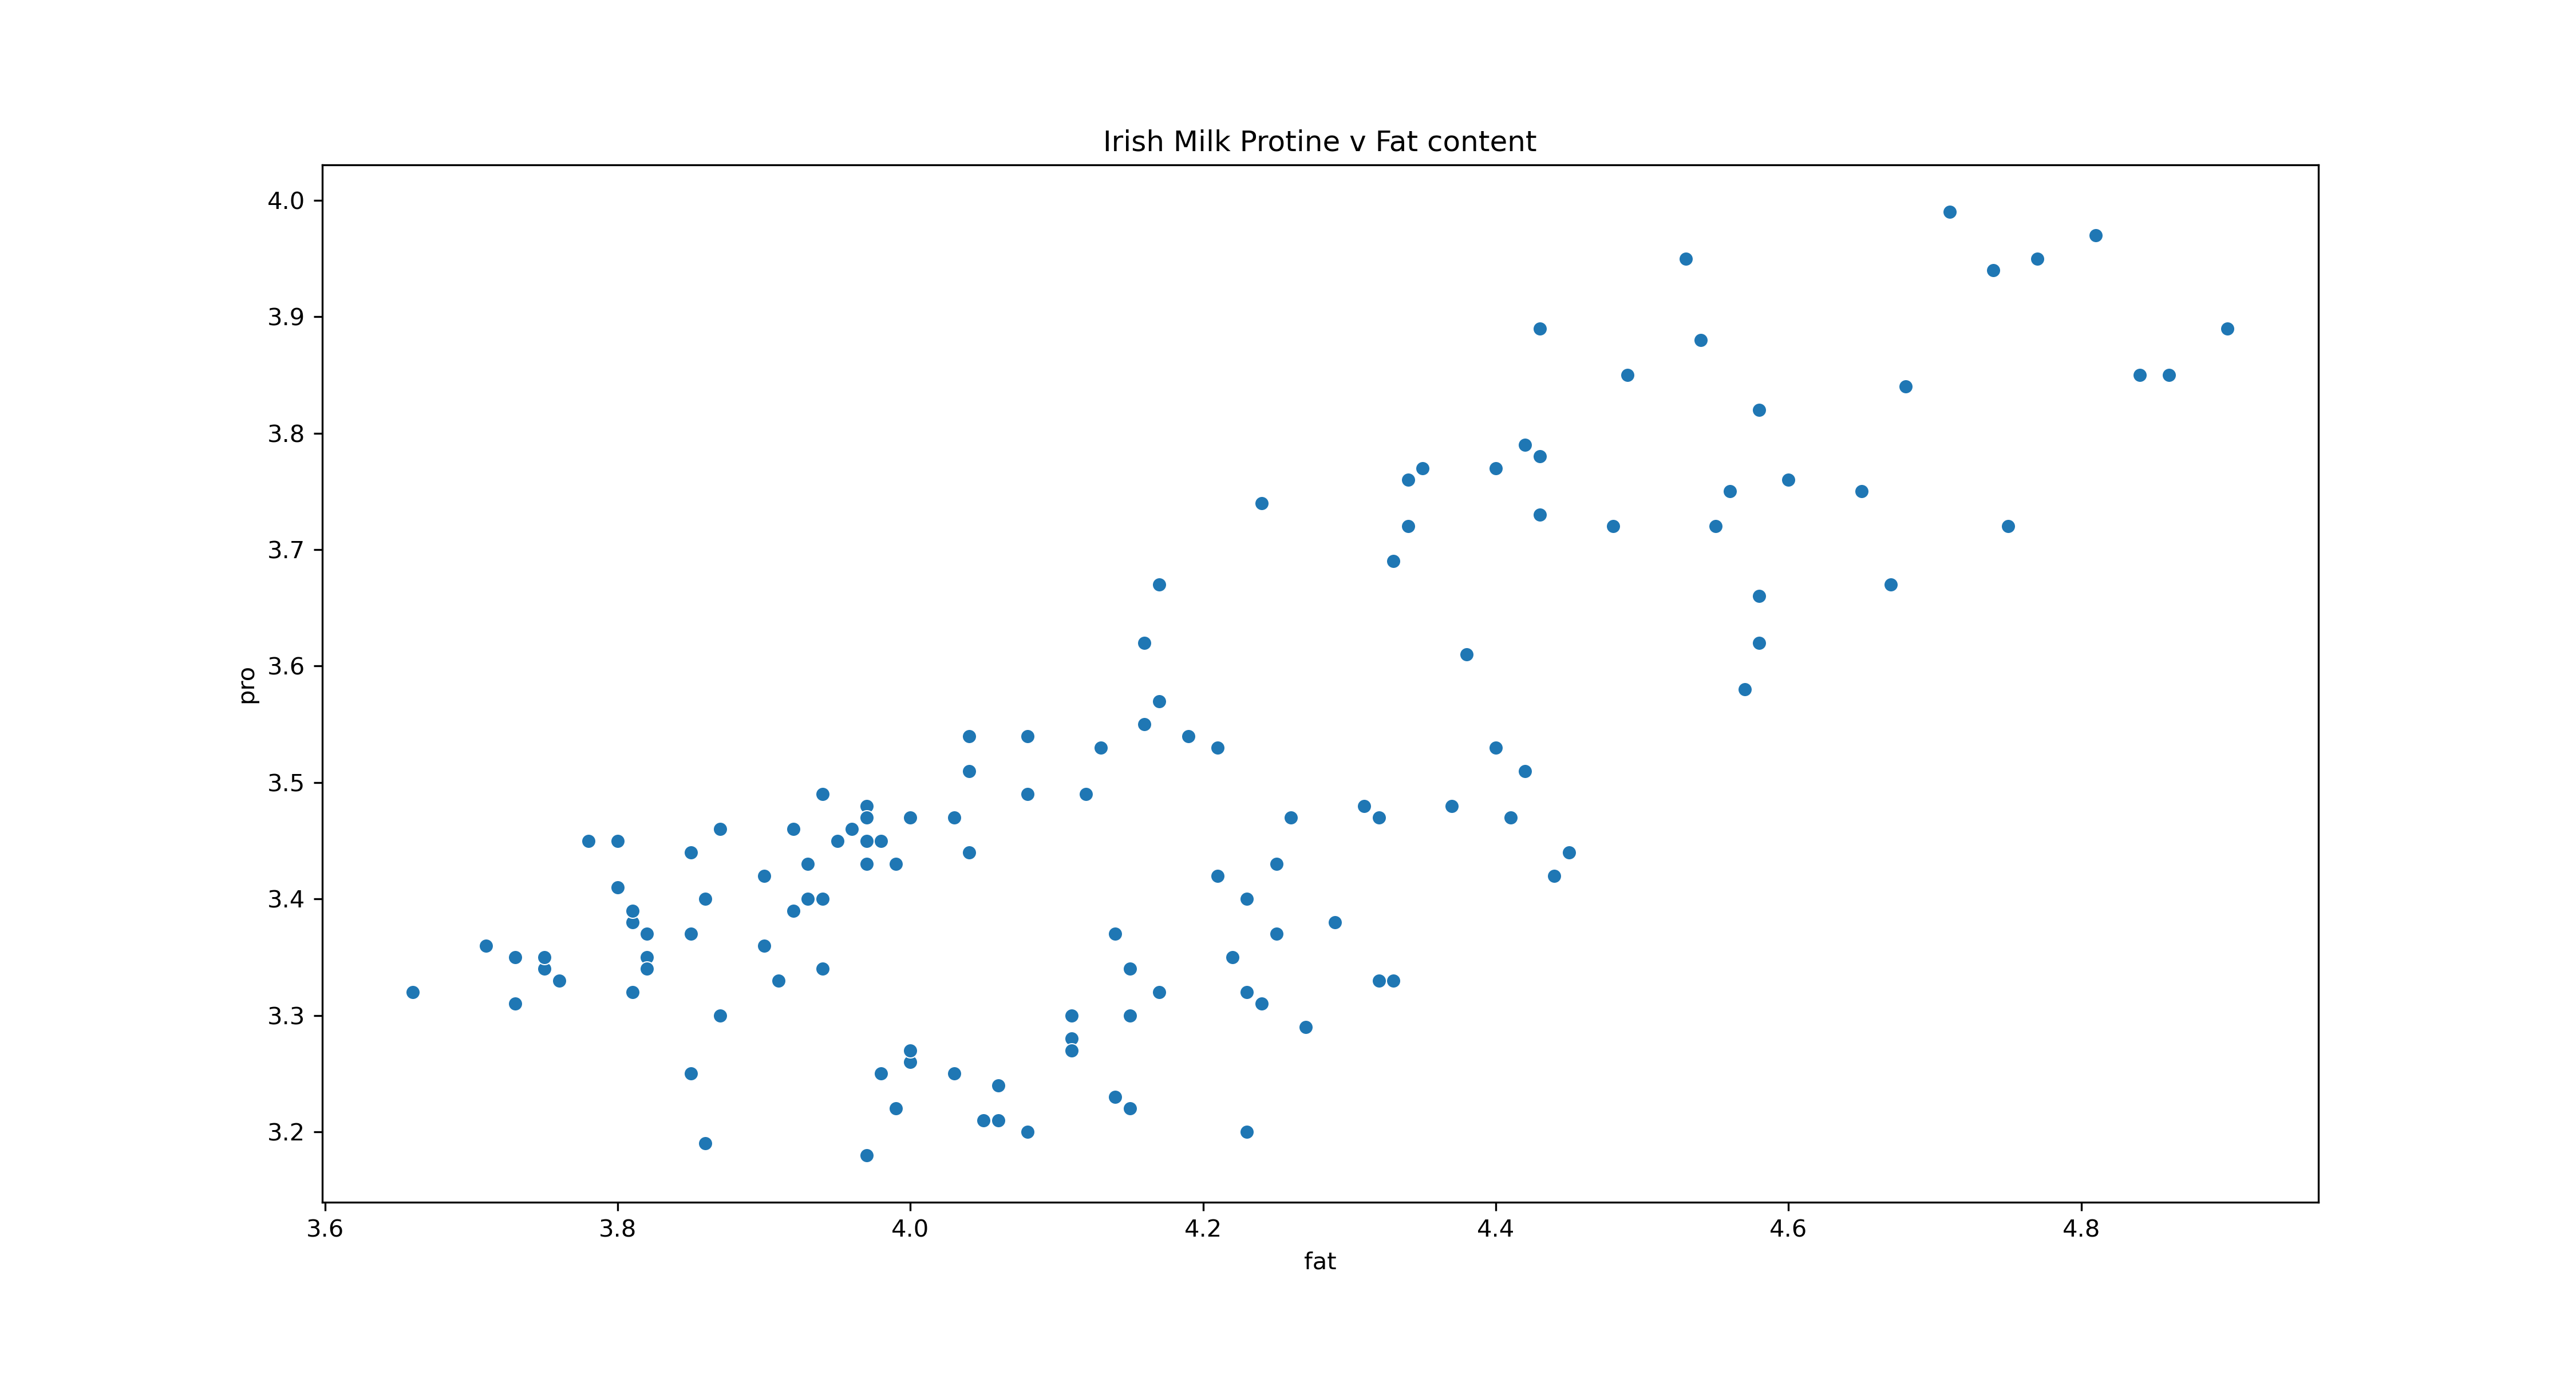 Irish Milk Protine v Fat content
4.0
3.9
3.8
3.7
3.6
3.5
3.4
3.3
3.2
pro
3.6 3.8 4.0 4.2 4.4 4.6 4.8
fat